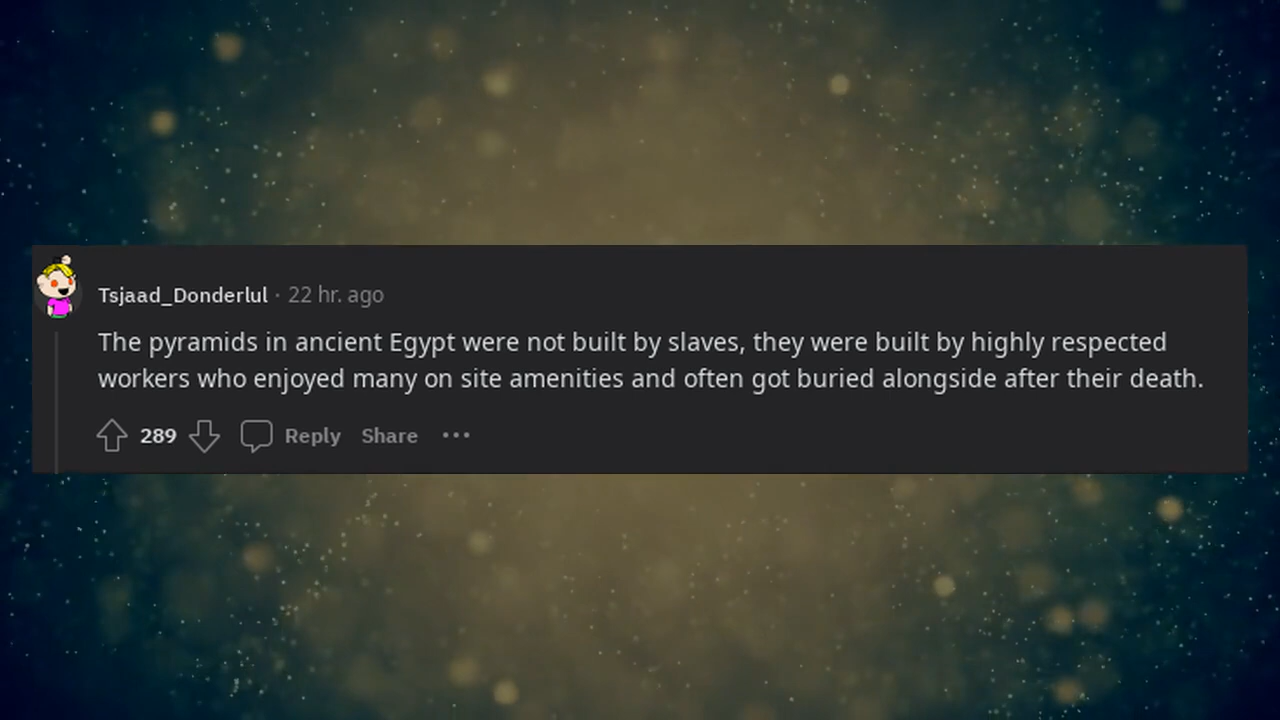 Tsjaad_Donderlul · 22 hr. ago
The pyramids in ancient Egypt were not built by slaves, they were built by highly respected
workers who enjoyed many on site amenities and often got buried alongside after their death.
289 Reply Share ···